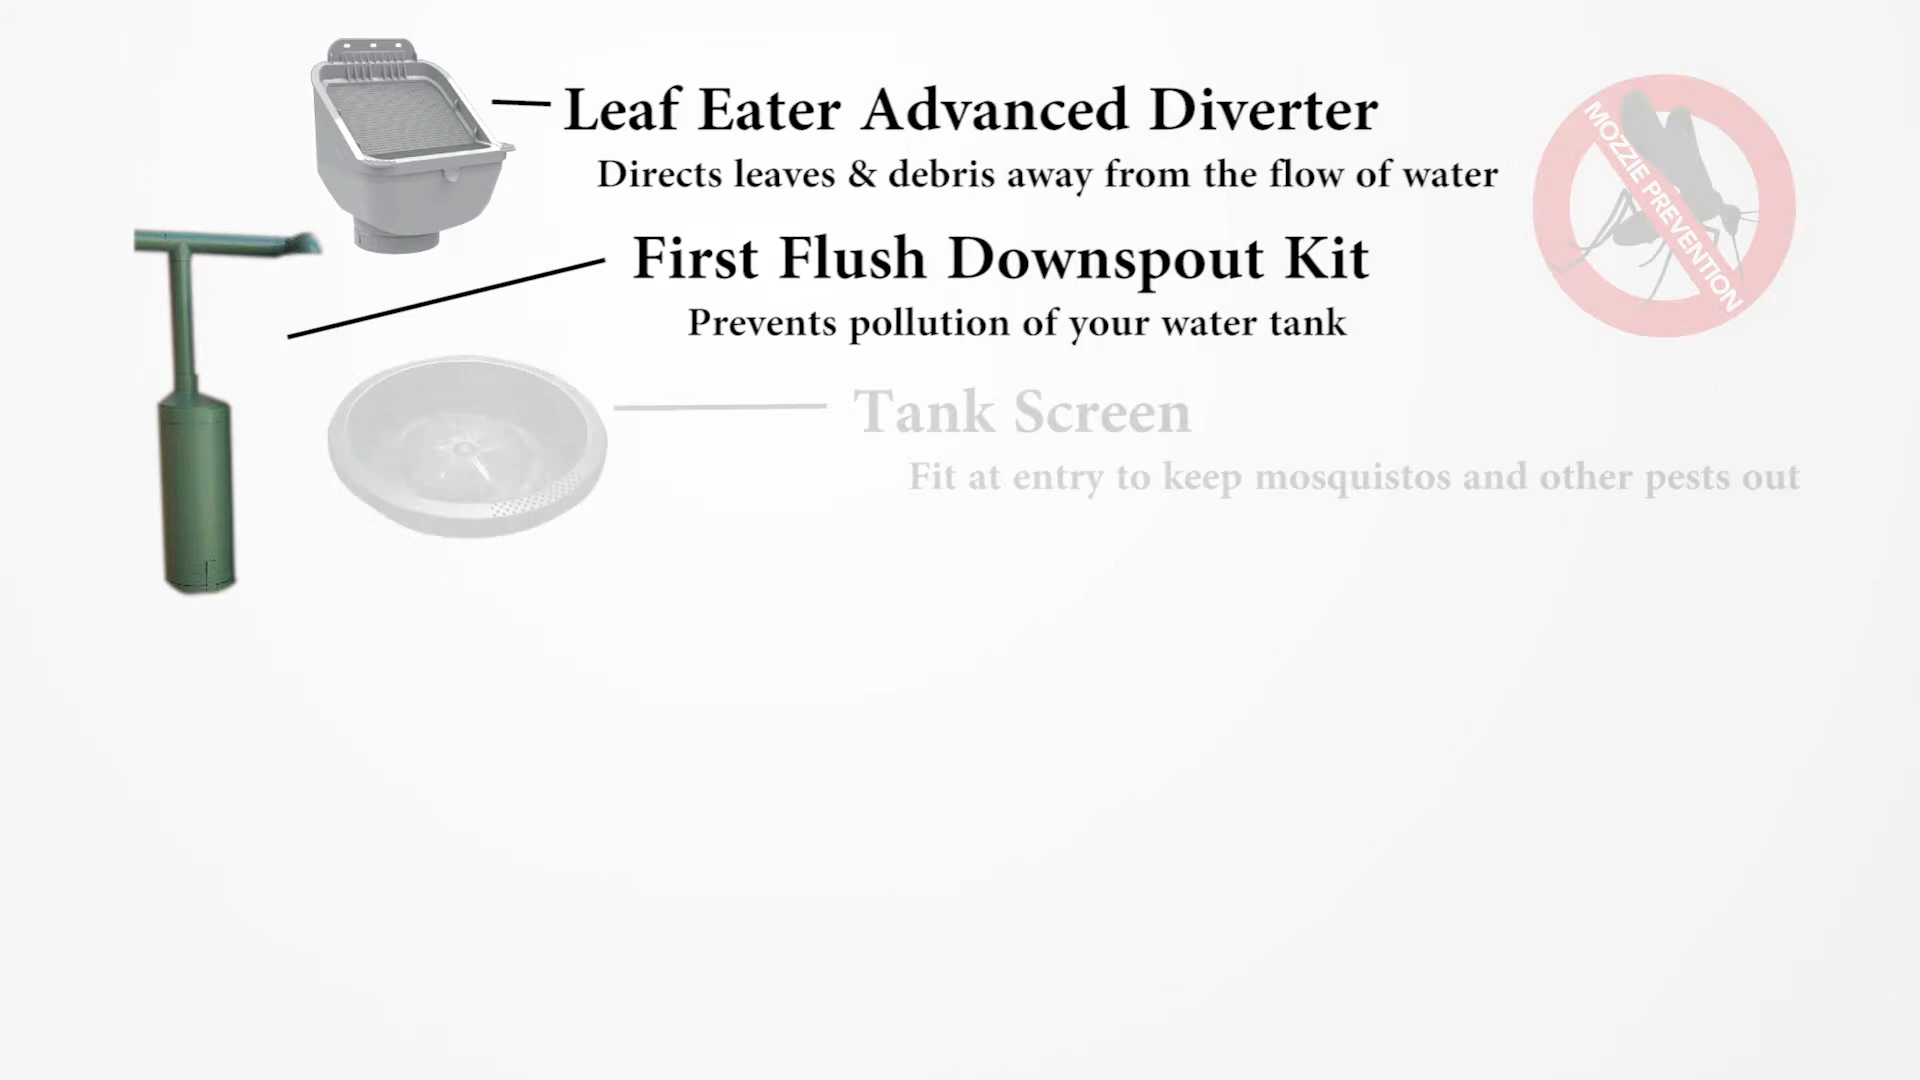 Leaf Eater Advanced Diverter
Directs leaves & debris away from the flow of water
MOZZIE PREVENTION
First Flush Downspout Kit
Prevents pollution of your water tank
Tank Screen
Fit at entry to keep mosquistos and other pests out